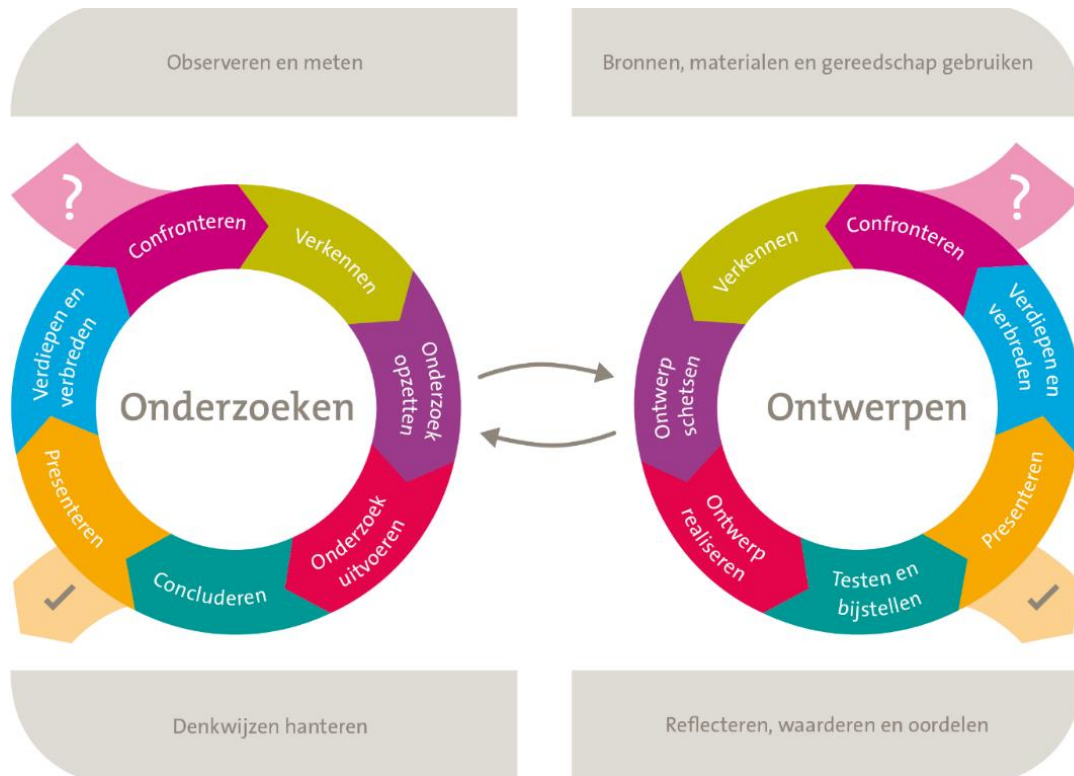 Observeren en meten
Bronnen, materialen en gereedschap gebruiken
?
Confronteren
Verkennen
Onderzoek
opzetten
Onderzoek
uitvoeren
Concluderen
Presenteren
Verdiepen en
verbreden
Onderzoeken
?
Confronteren
Verkennen
Ontwerp
schetsen
Ontwerp
realiseren
Testen en
bijstellen
Presenteren
Verdiepen en
verbreden
Ontwerpen
Denkwijzen hanteren
Reflecteren, waarderen en oordelen